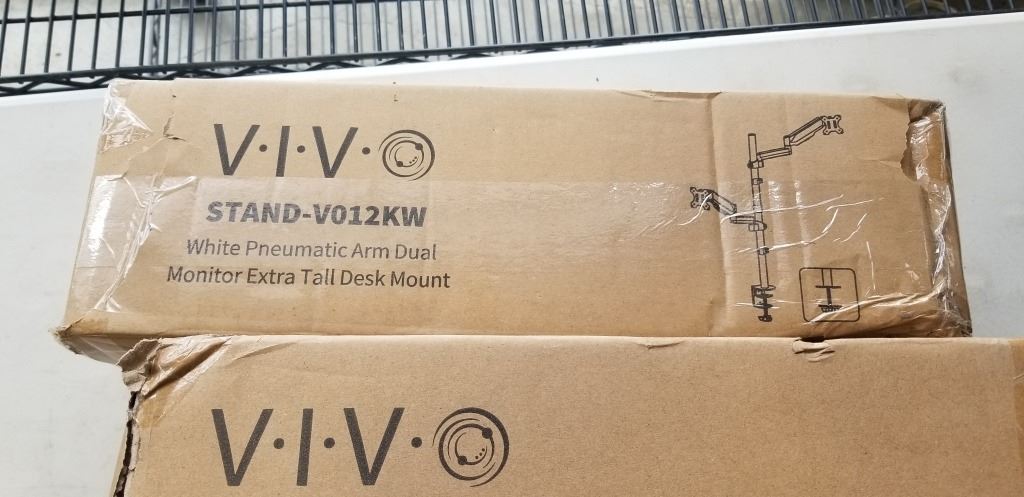 V·I·V·O
STAND-V012KW
White Pneumatic Arm Dual
Monitor Extra Tall Desk Mount
V·I·V·O